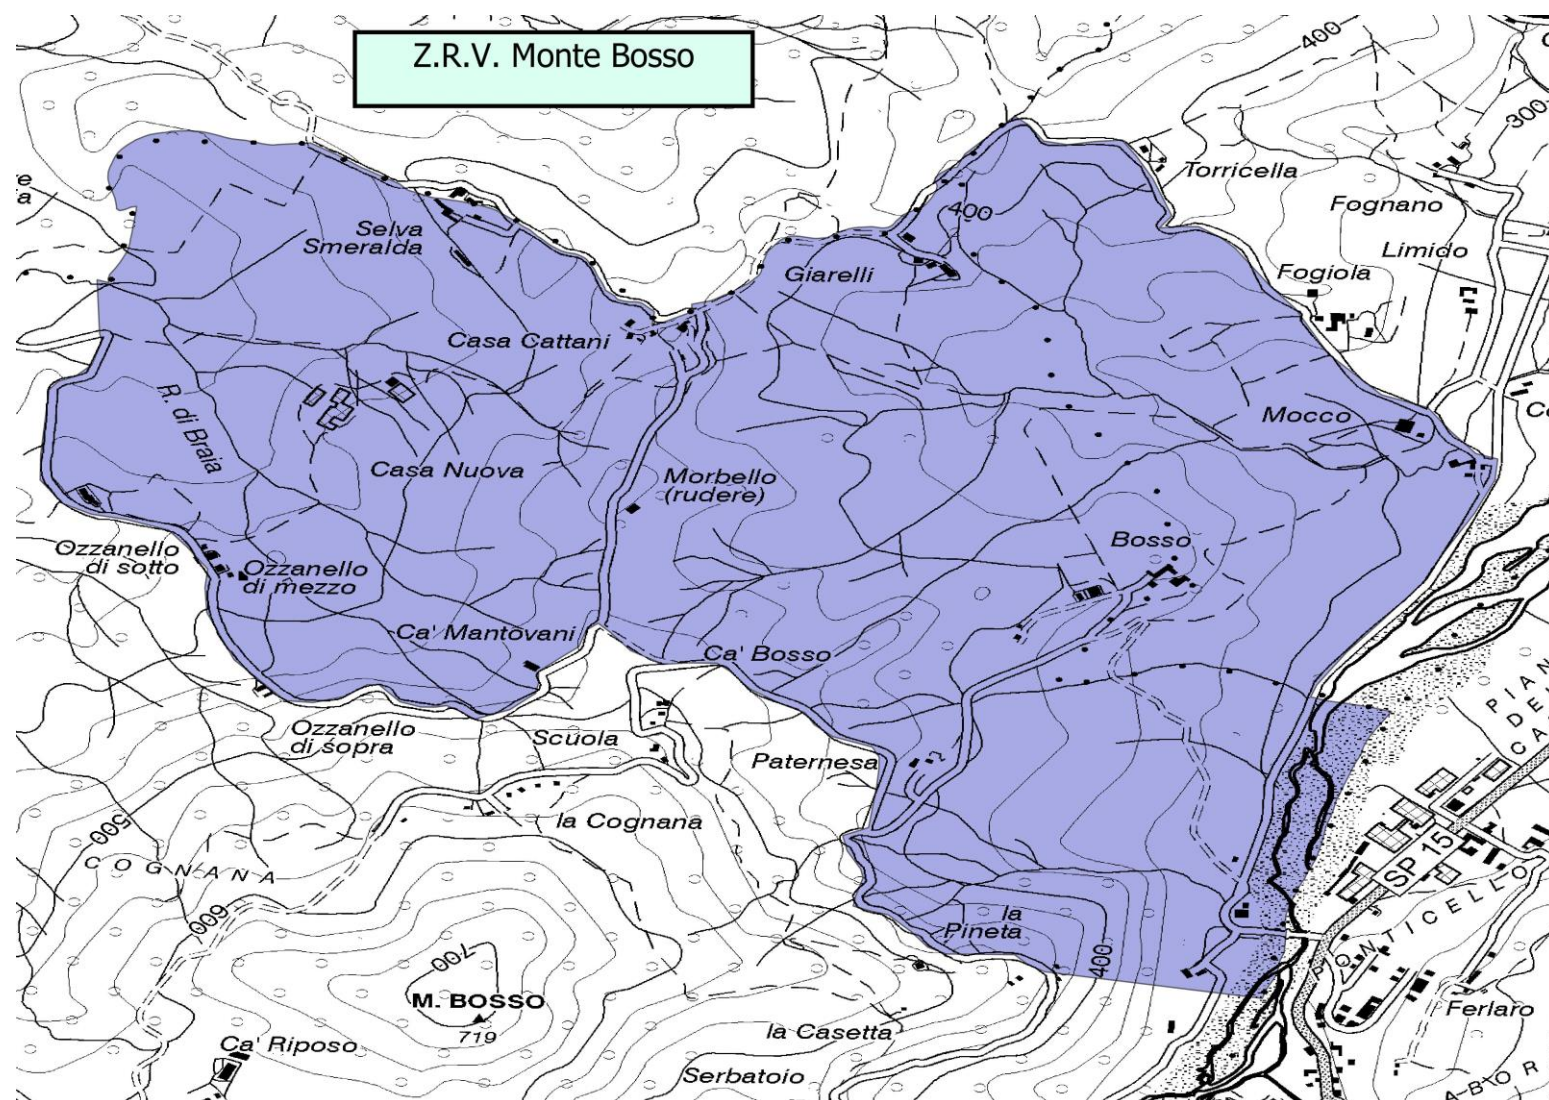 Z.R.V. Monte Bosso
400
300
Torricella
Fognano
Limido
Selva
Smeralda
400
Giarelli
Fogiola
Casa Cattani
R. di Braia
Mocco
Casa Nuova
Morbello
(rudere)
Bosso
Ozzanello
di sotto
Ozzanello
di mezzo
Ca' Mantovani
Ca' Bosso
Ozzanello
di sopra
Scuola
Paternesa
la Cognana
500
COGNANA
SP 15
PONTICELLO
600
la
Pineta
400
700
M. BOSSO
719
Ferlaro
la Casetta
Ca' Riposo
Serbatoio